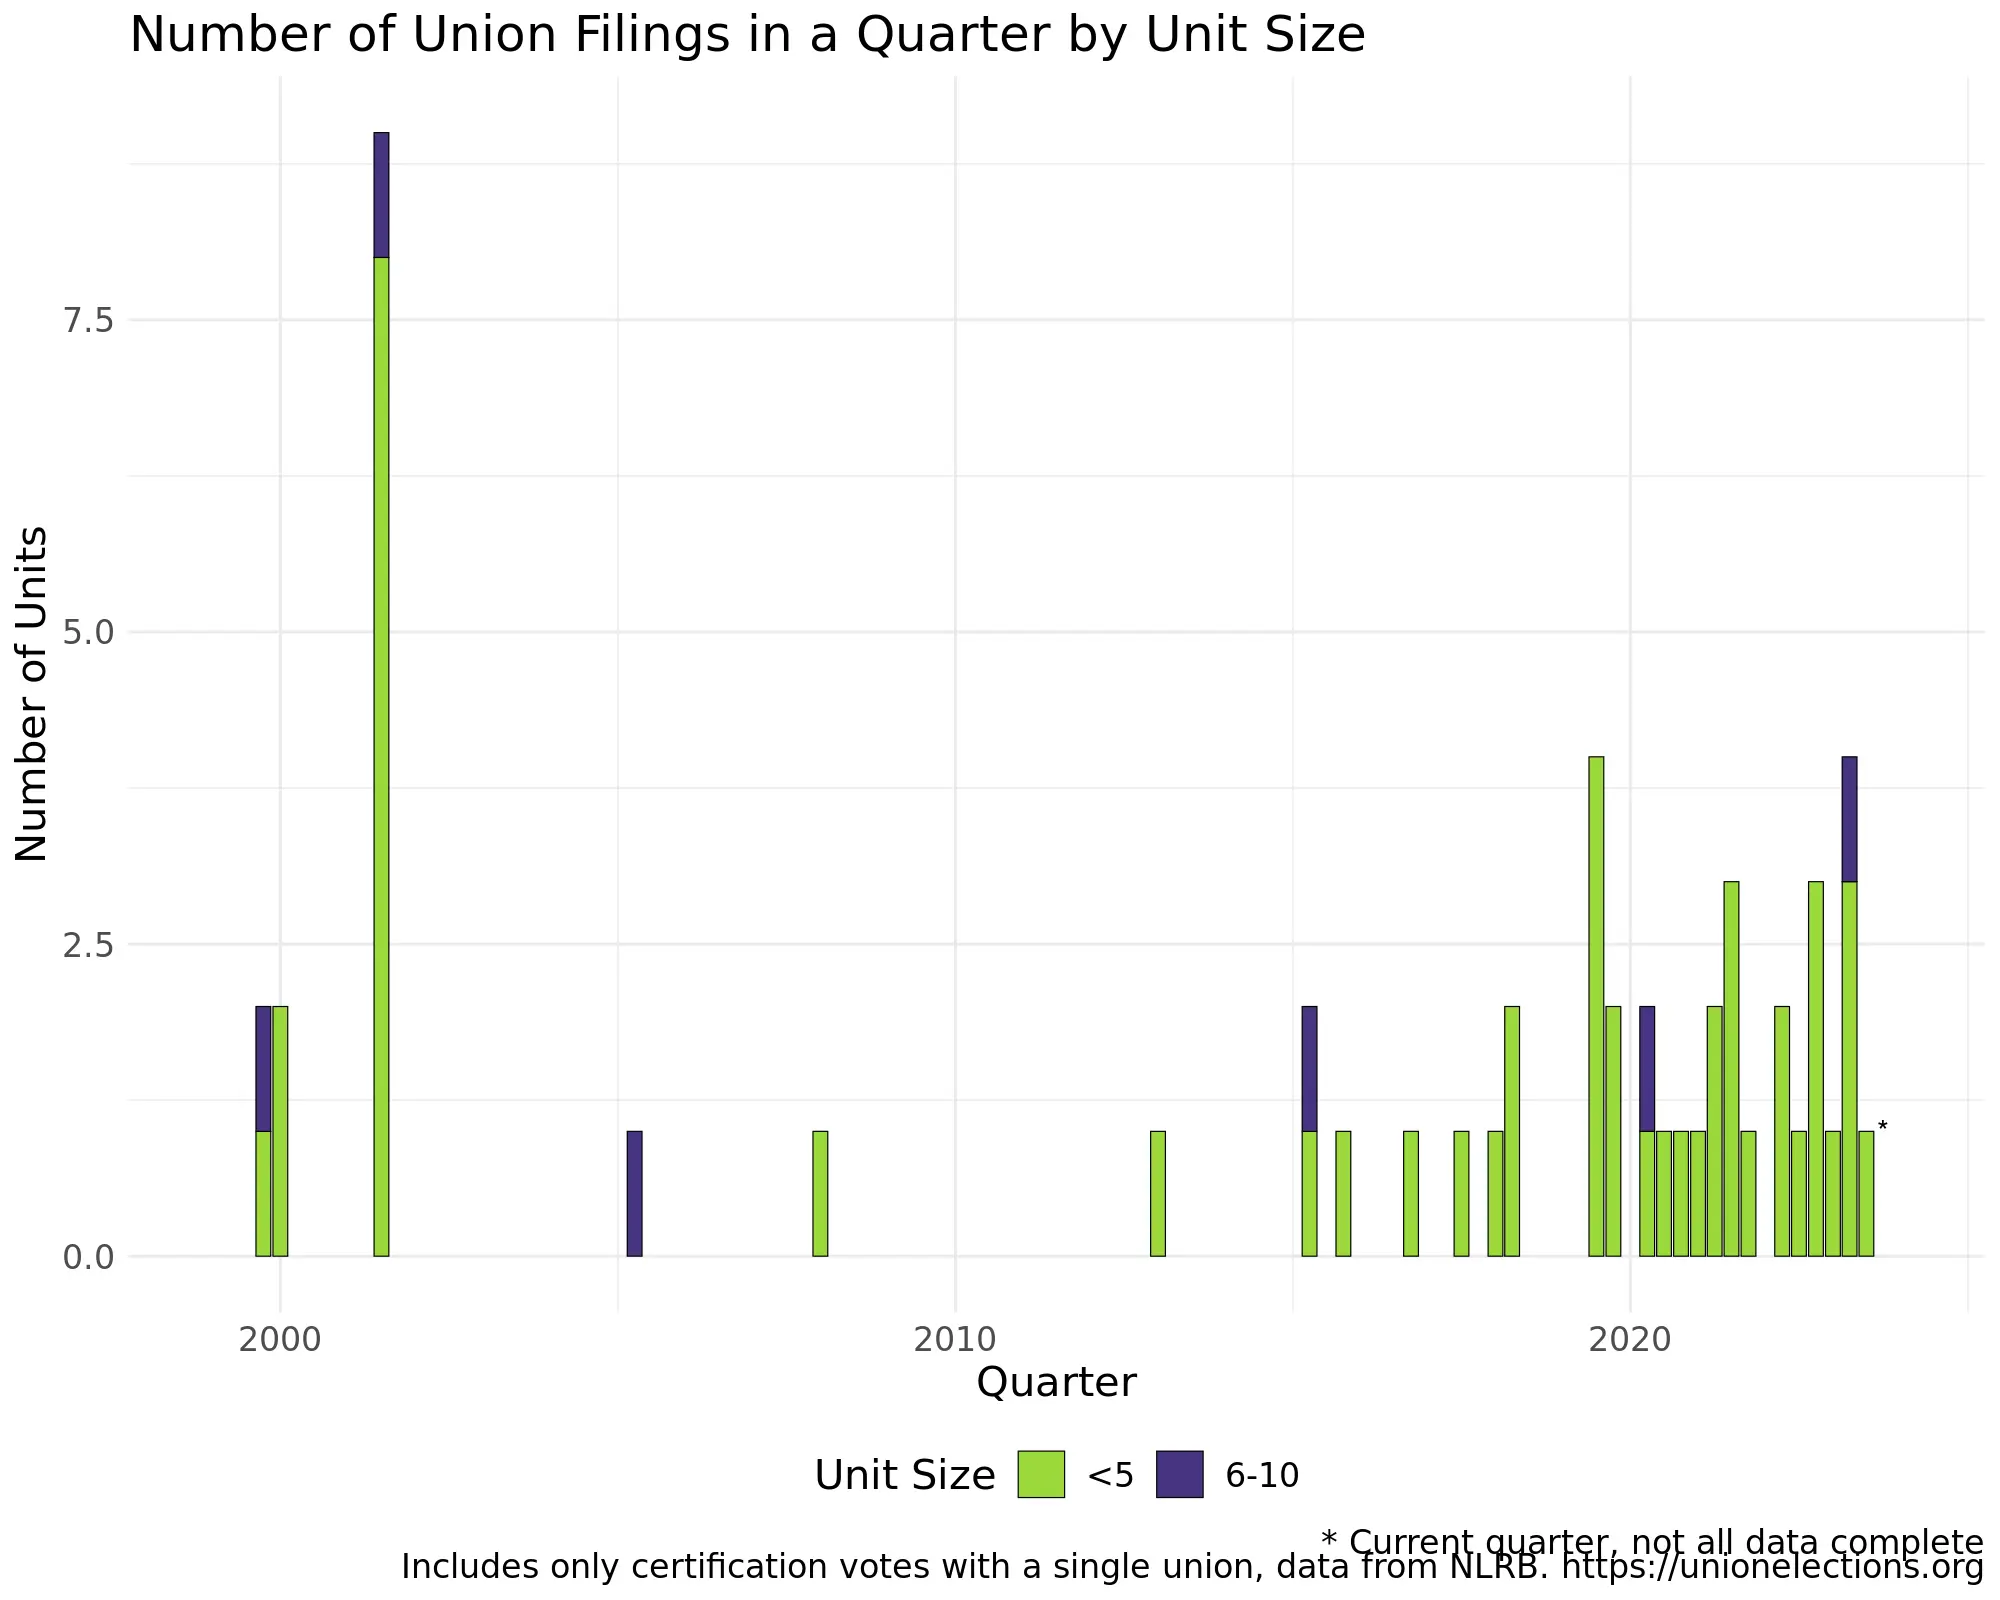 Number of Union Filings in a Quarter by Unit Size
Number of Units
7.5
5.0
2.5
0.0
*
2000 2010 2020
Quarter
Unit Size <5 6-10
* Current quarter, not all data complete
Includes only certification votes with a single union, data from NLRB. https://unionelections.org